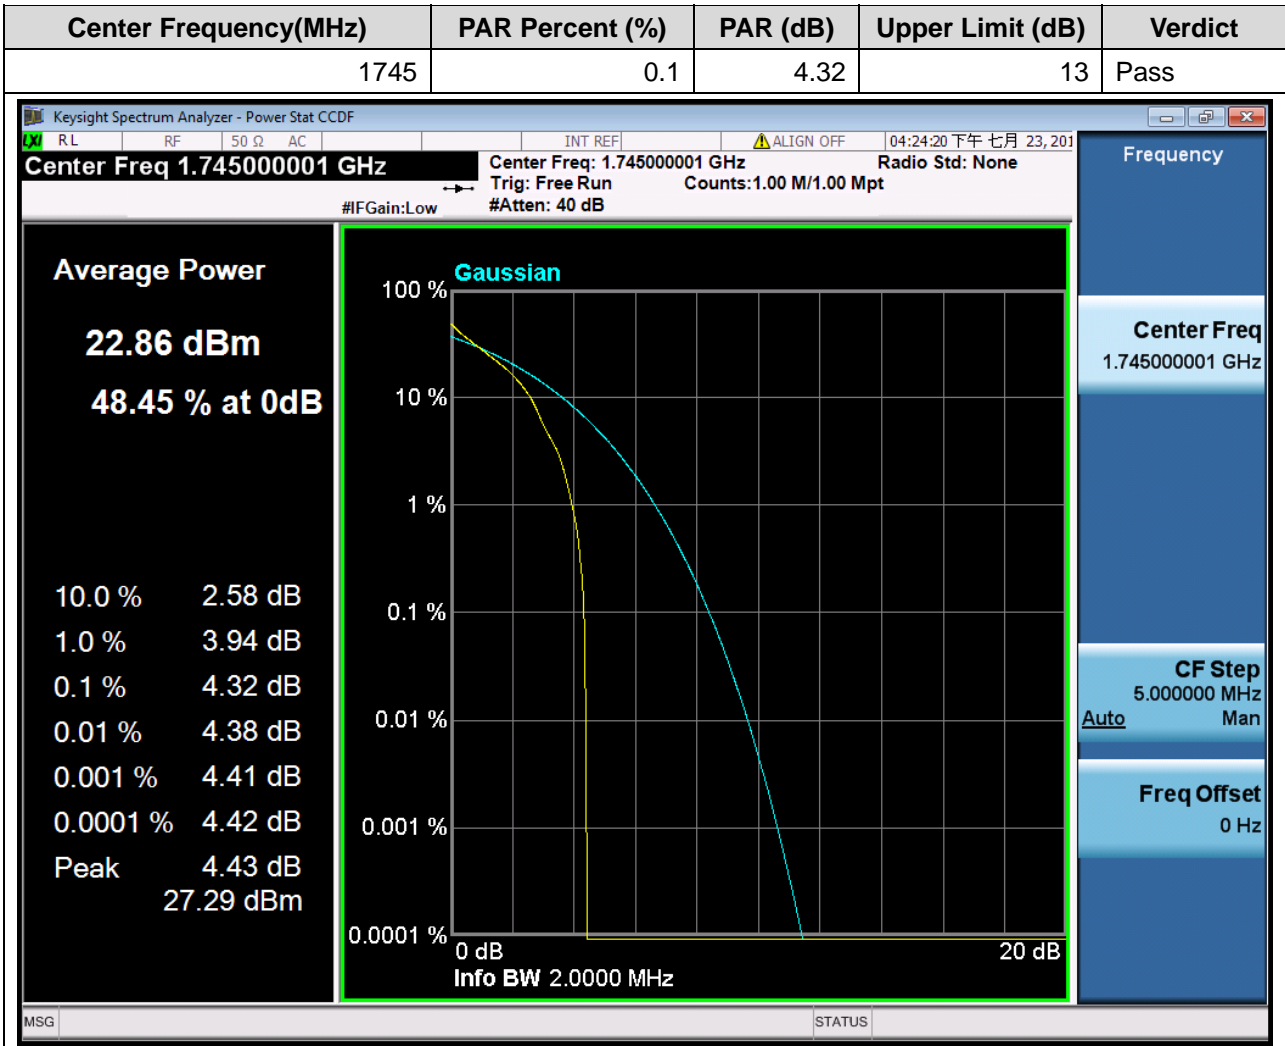 Center Frequency(MHz) PAR Percent (%) PAR (dB) Upper Limit (dB) Verdict
1745 0.1 4.32 13 Pass
Keysight Spectrum Analyzer - Power Stat CCDF
LXI RL RF 50 Ω AC INT REF ALIGN OFF 04:24:20 下午 七月 23, 201
Center Freq 1.745000001 GHz
Center Freq: 1.745000001 GHz Radio Std: None
Trig: Free Run Counts:1.00 M/1.00 Mpt
#IFGain:Low #Atten: 40 dB
Frequency
Average Power
22.86 dBm
48.45 % at 0dB
10.0 % 2.58 dB
1.0 % 3.94 dB
0.1 % 4.32 dB
0.01 % 4.38 dB
0.001 % 4.41 dB
0.0001 % 4.42 dB
Peak 4.43 dB
27.29 dBm
Gaussian
100 %
10 %
1 %
0.1 %
0.01 %
0.001 %
0.0001 %
0 dB 20 dB
Info BW 2.0000 MHz
Center Freq
1.745000001 GHz
CF Step
5.000000 MHz
Auto Man
Freq Offset
0 Hz
MSG STATUS